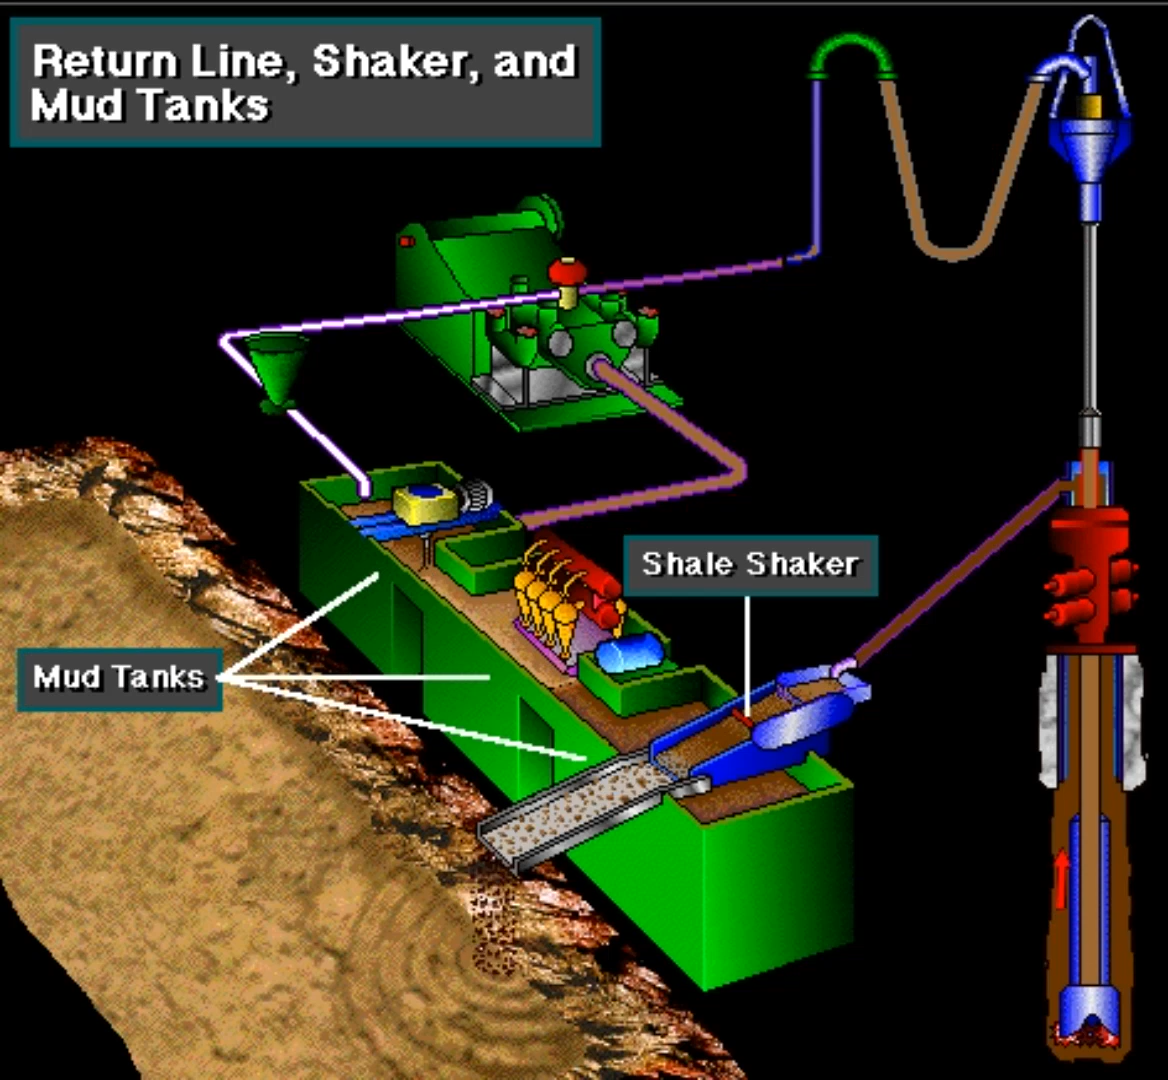 Return Line, Shaker, and
Mud Tanks
Shale Shaker
Mud Tanks